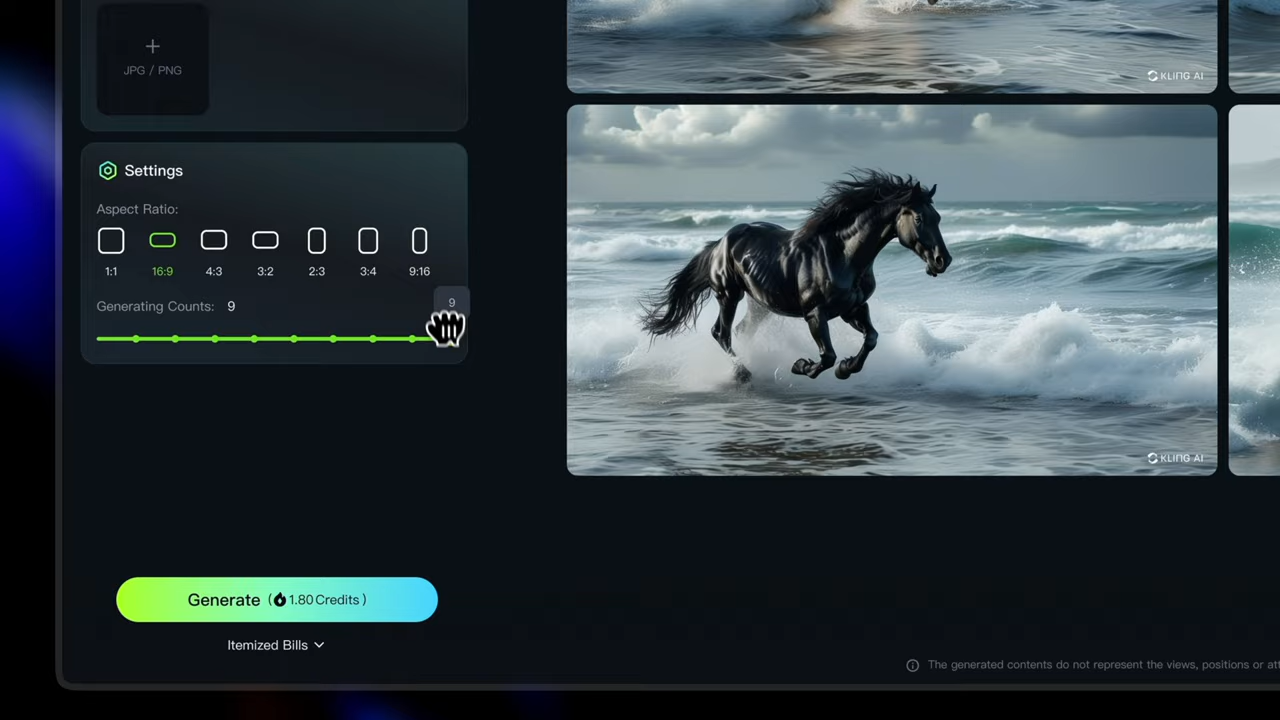 JPG / PNG
KLING AI
Settings
Aspect Ratio:
1:1 16:9 4:3 3:2 2:3 3:4 9:16
Generating Counts: 9
9
KLING AI
Generate ( 1.80 Credits )
Itemized Bills
The generated contents do not represent the views, positions or